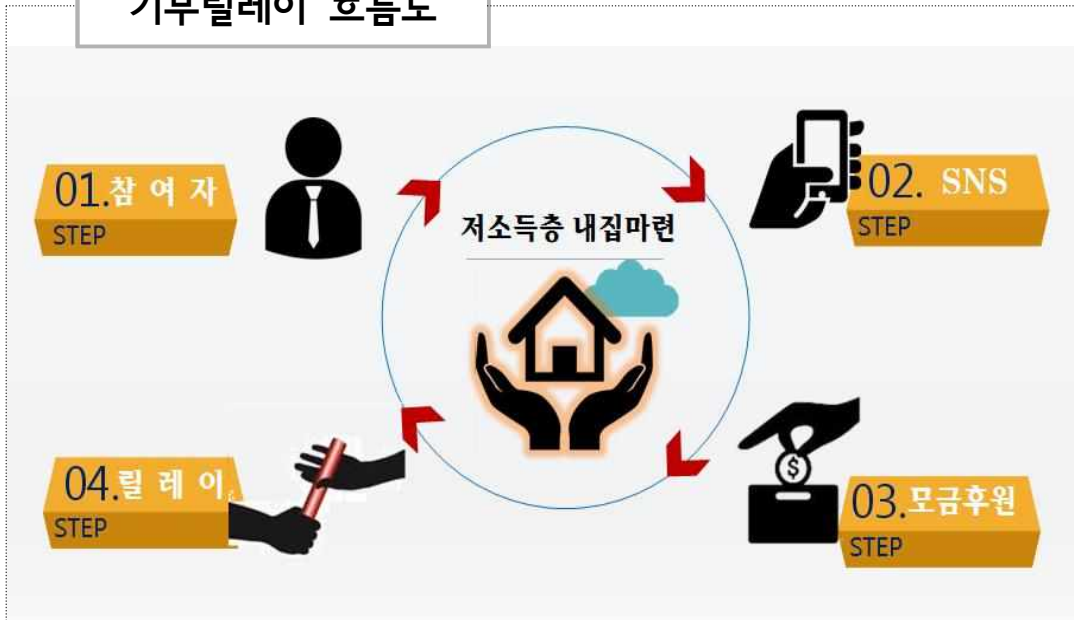 기부릴레이 흐름도
01.참 여 자
STEP
02. SNS
STEP
저소득층 내집마련
$
04.릴 레 이
STEP
03.모금후원
STEP